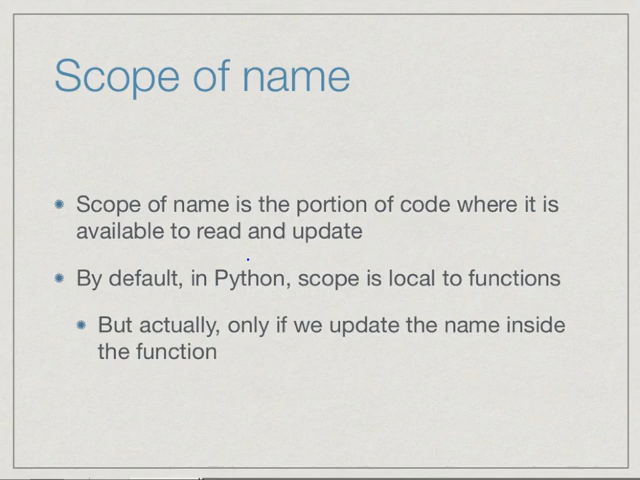 Scope of name
Scope of name is the portion of code where it is
available to read and update
By default, in Python, scope is local to functions
But actually, only if we update the name inside
the function